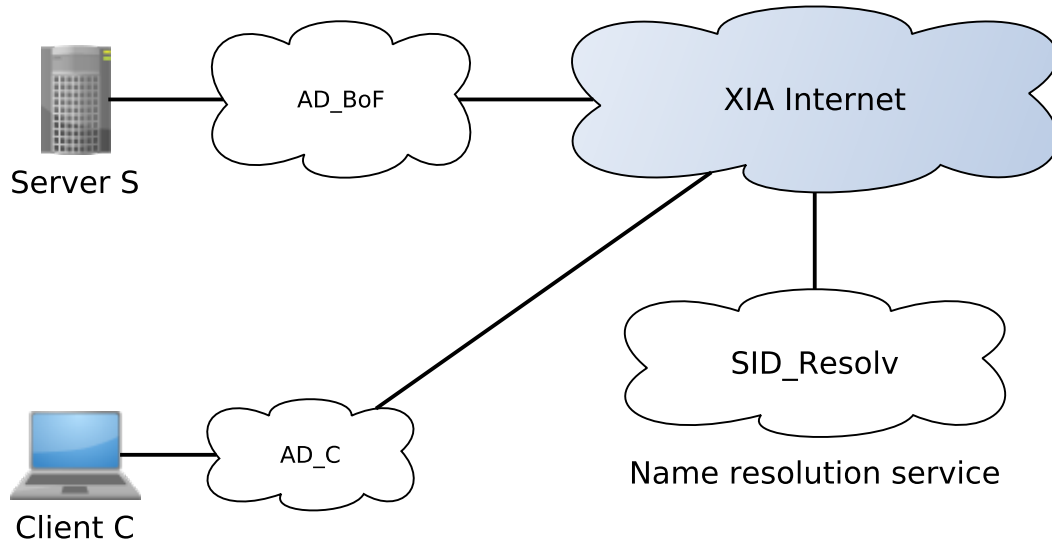 AD_BoF
XIA Internet
Server S
SID_Resolv
AD_C
Name resolution service
Client C